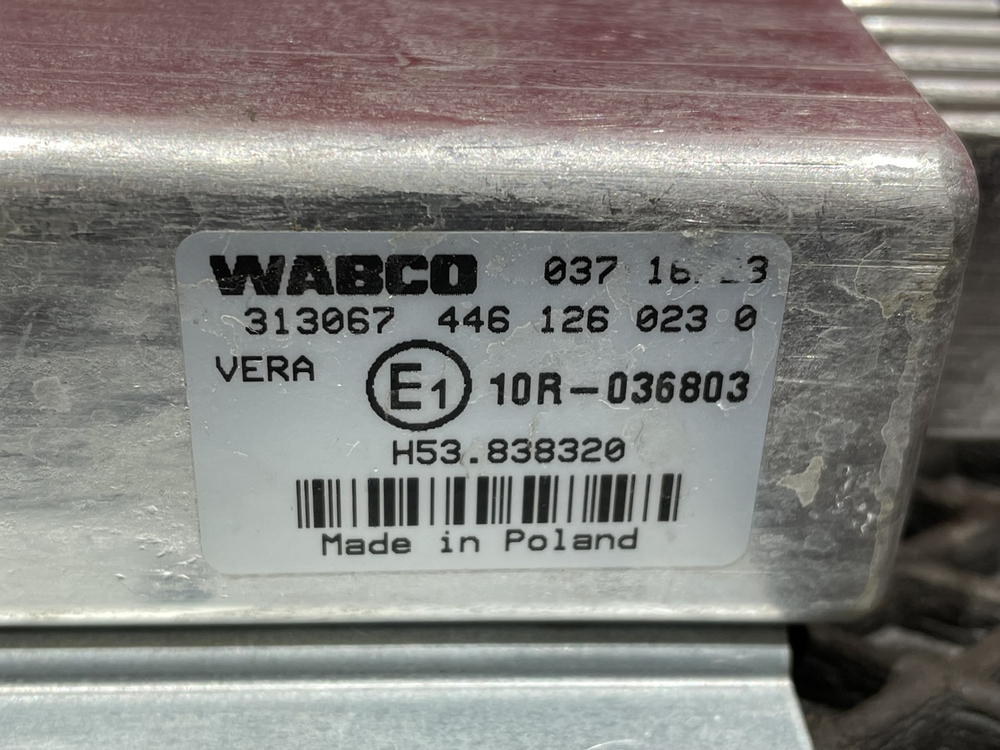 WABCO 037
313067 446 126 023 0
VERA E1 10R-036803
H53.838320
Made in Poland